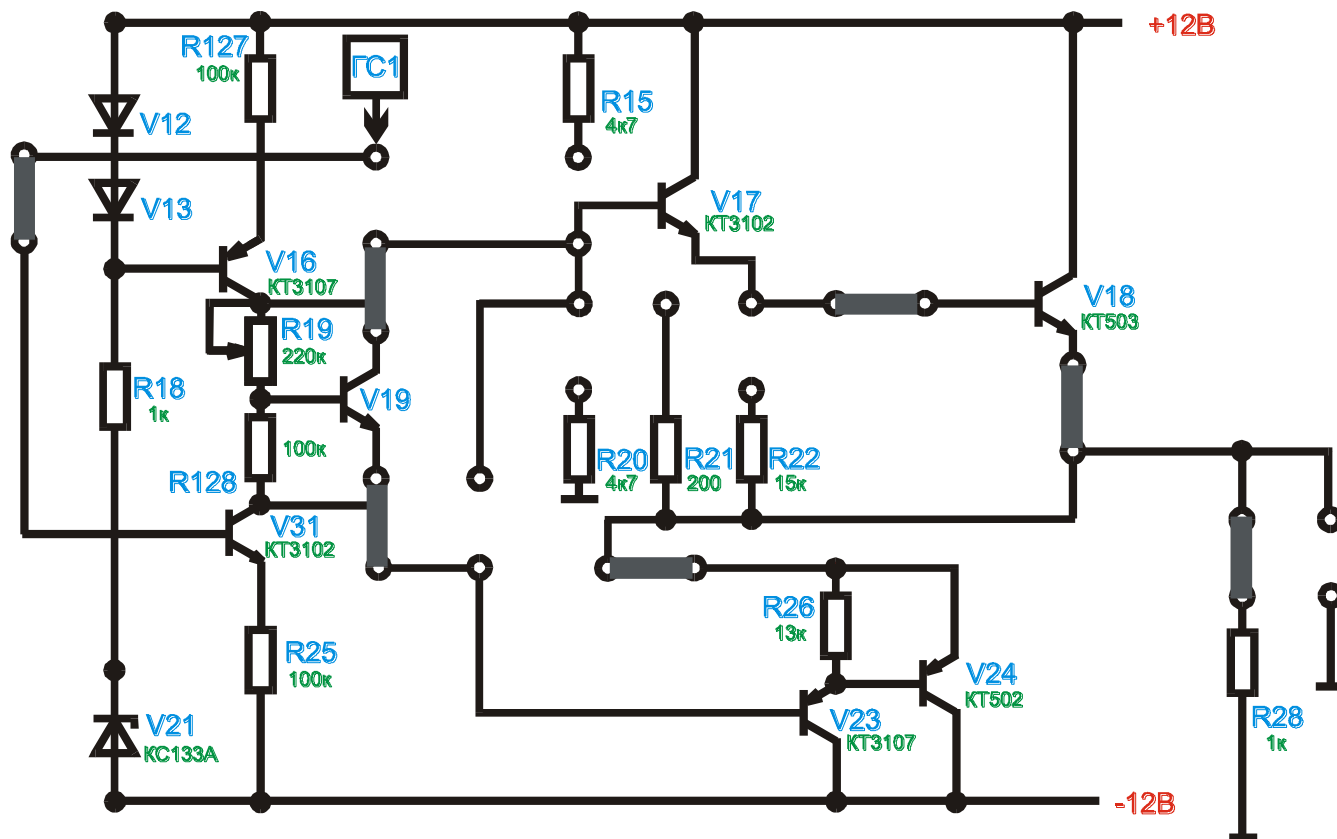 +12В
R127
100к
ГС1
R15
4к7
V12
V13
V17
КТ3102
V16
КТ3107
V18
КТ503
R19
220к
R18
1к
V19
100к
R128
R20
4к7
R21
200
R22
15к
V31
КТ3102
R26
13к
R25
100к
V24
КТ502
V23
КТ3107
V21
КС133А
R28
1к
-12В